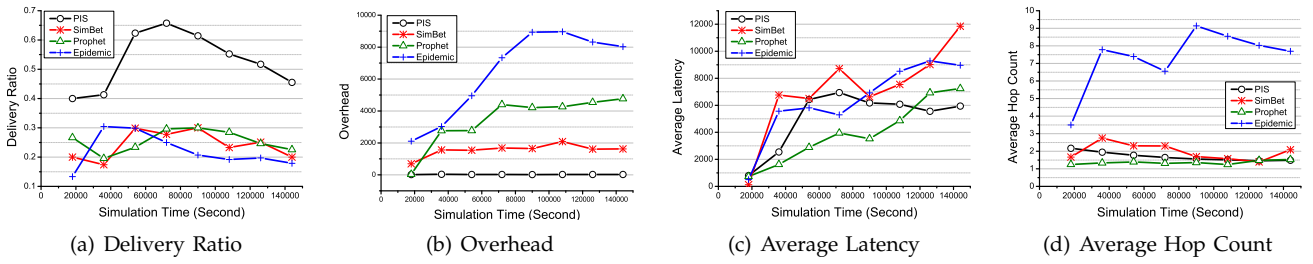 PIS
SimBet
Prophet
Epidemic
0.7
0.6
0.5
0.4
0.3
0.2
0.1
Delivery Ratio
0 20000 40000 60000 80000 100000 120000 140000
Simulation Time (Second)
(a) Delivery Ratio
PIS
SimBet
Prophet
Epidemic
10000
8000
6000
4000
2000
0
Overhead
20000 40000 60000 80000 100000 120000 140000
Simulation Time (Second)
(b) Overhead
PIS
SimBet
Prophet
Epidemic
12000
10000
8000
6000
4000
2000
0
Average Latency
20000 40000 60000 80000 100000 120000 140000
Simulation Time (Second)
(c) Average Latency
PIS
SimBet
Prophet
Epidemic
10
9
8
7
6
5
4
3
2
1
0
Average Hop Count
0 20000 40000 60000 80000 100000 120000 140000
Simulation Time (Second)
(d) Average Hop Count